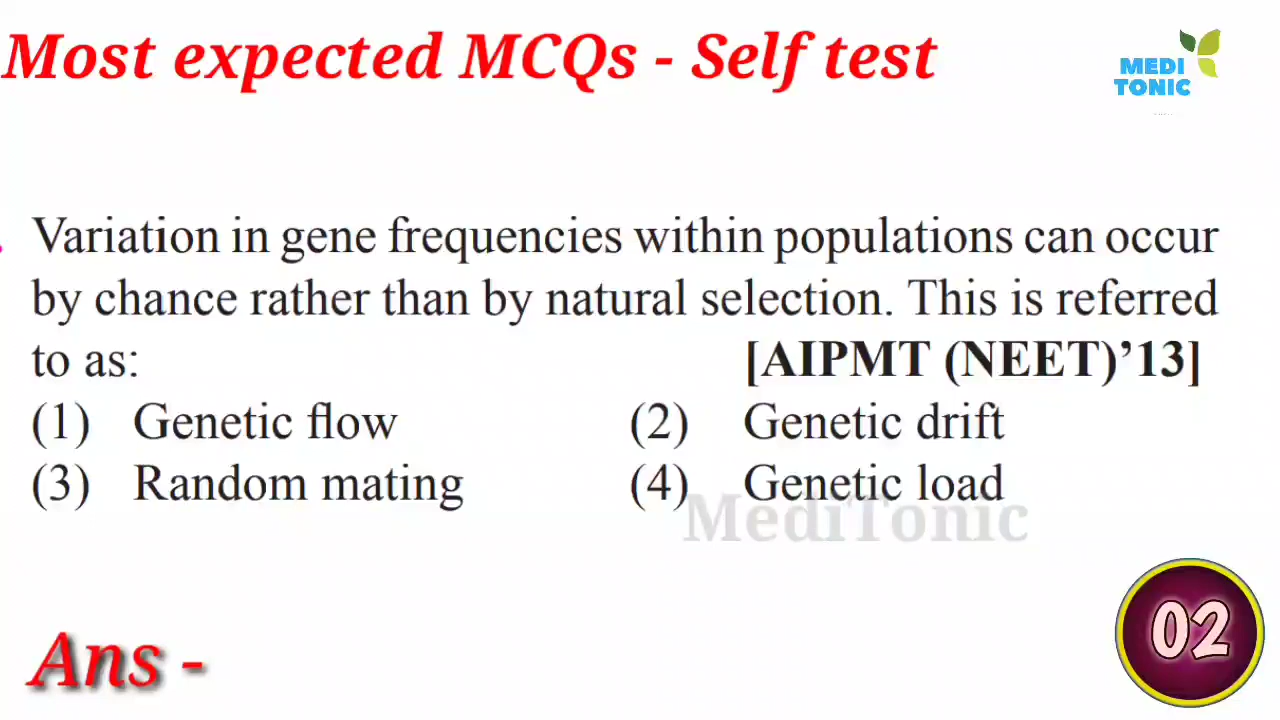 Most expected MCQs - Self test
MEDI
TONIC
Variation in gene frequencies within populations can occur
by chance rather than by natural selection. This is referred
to as: [AIPMT (NEET)’13]
(1) Genetic flow (2) Genetic drift
(3) Random mating (4) Genetic load
MediTonic
02
Ans -